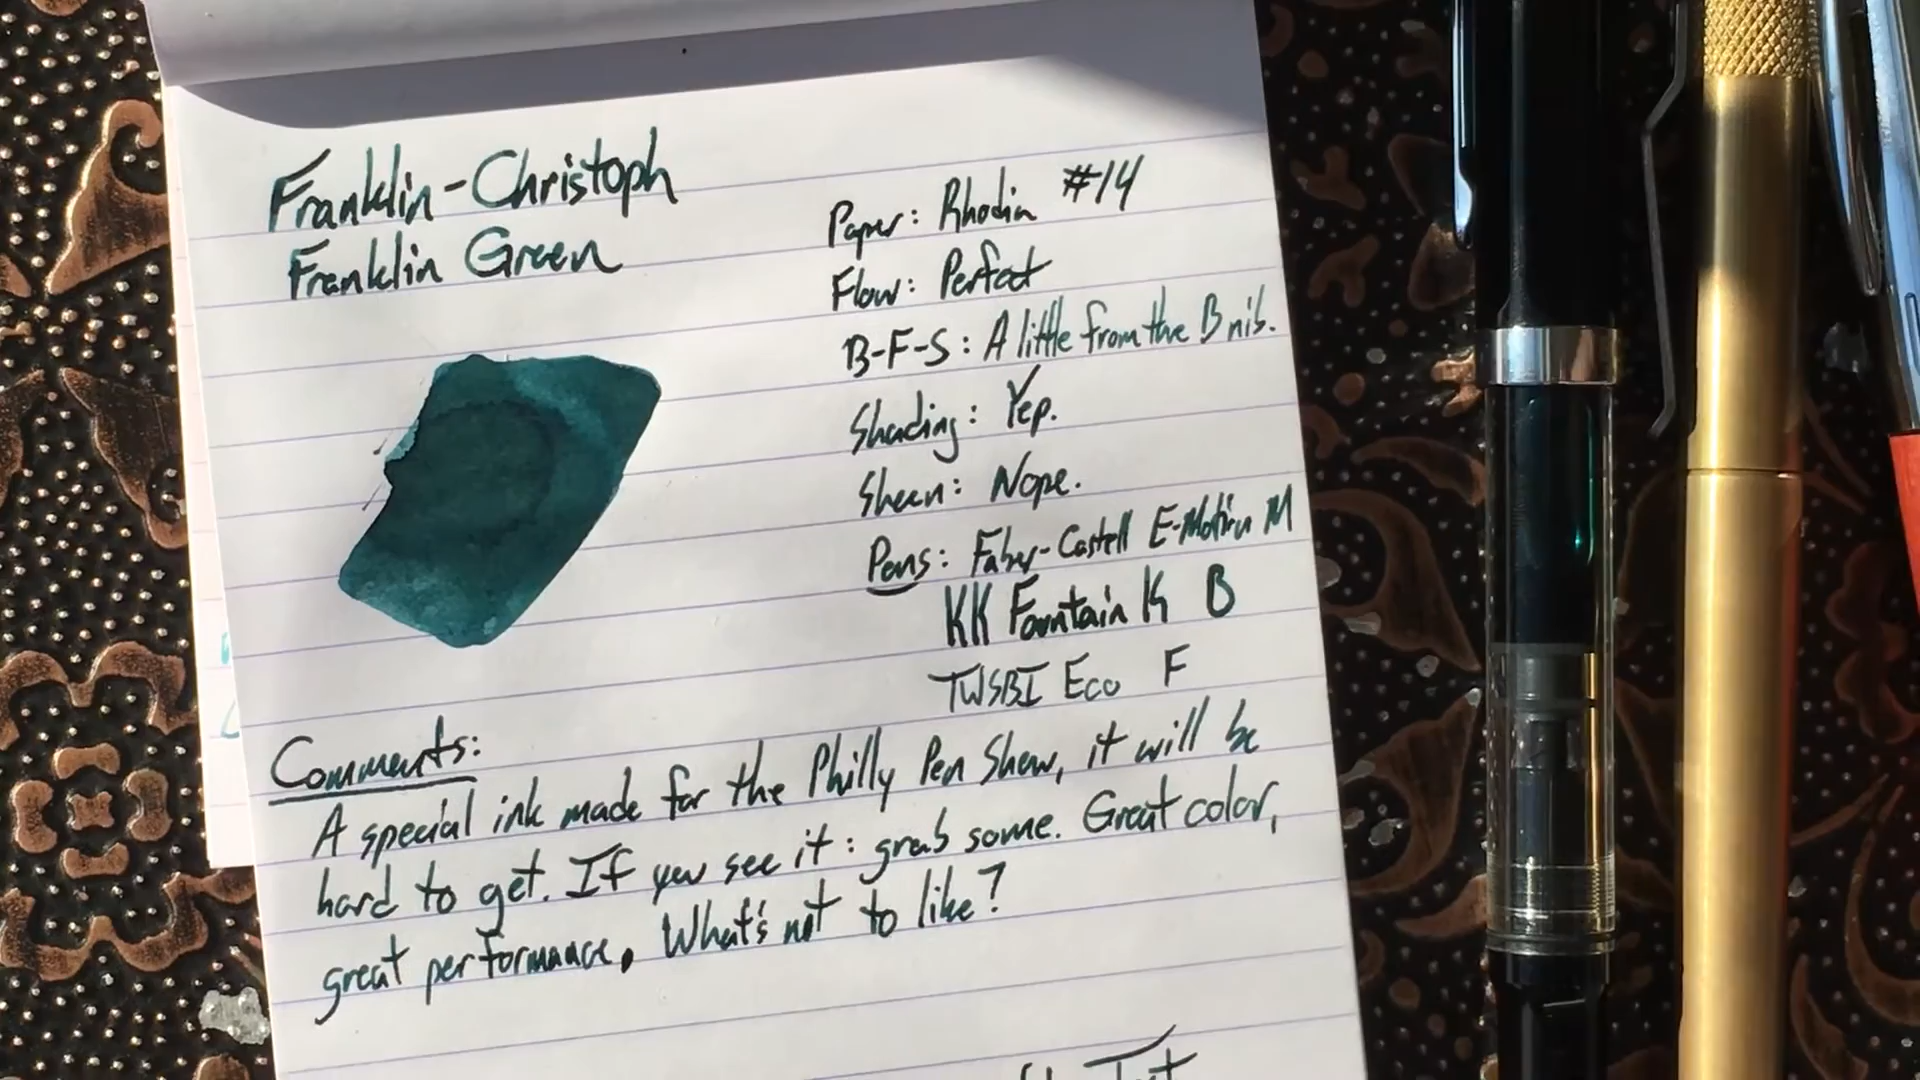 Franklin-Christoph
Franklin Green
Paper: Rhodia #14
Flow: Perfect
B-F-S: A little from the B nib.
Shading: Yep.
Sheen: Nope.
Pens: Faber-Castell E-Motion M
KK Fountain K B
TWSBI Eco F
Comments:
A special ink made for the Philly Pen Show, it will be
hard to get. If you see it: grab some. Great color,
great performance. What's not to like?